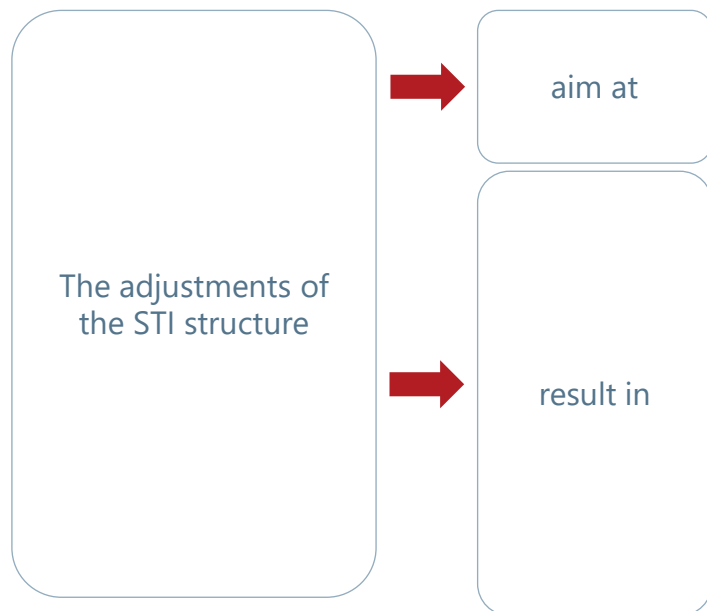 aim at
The adjustments of
the STI structure
result in